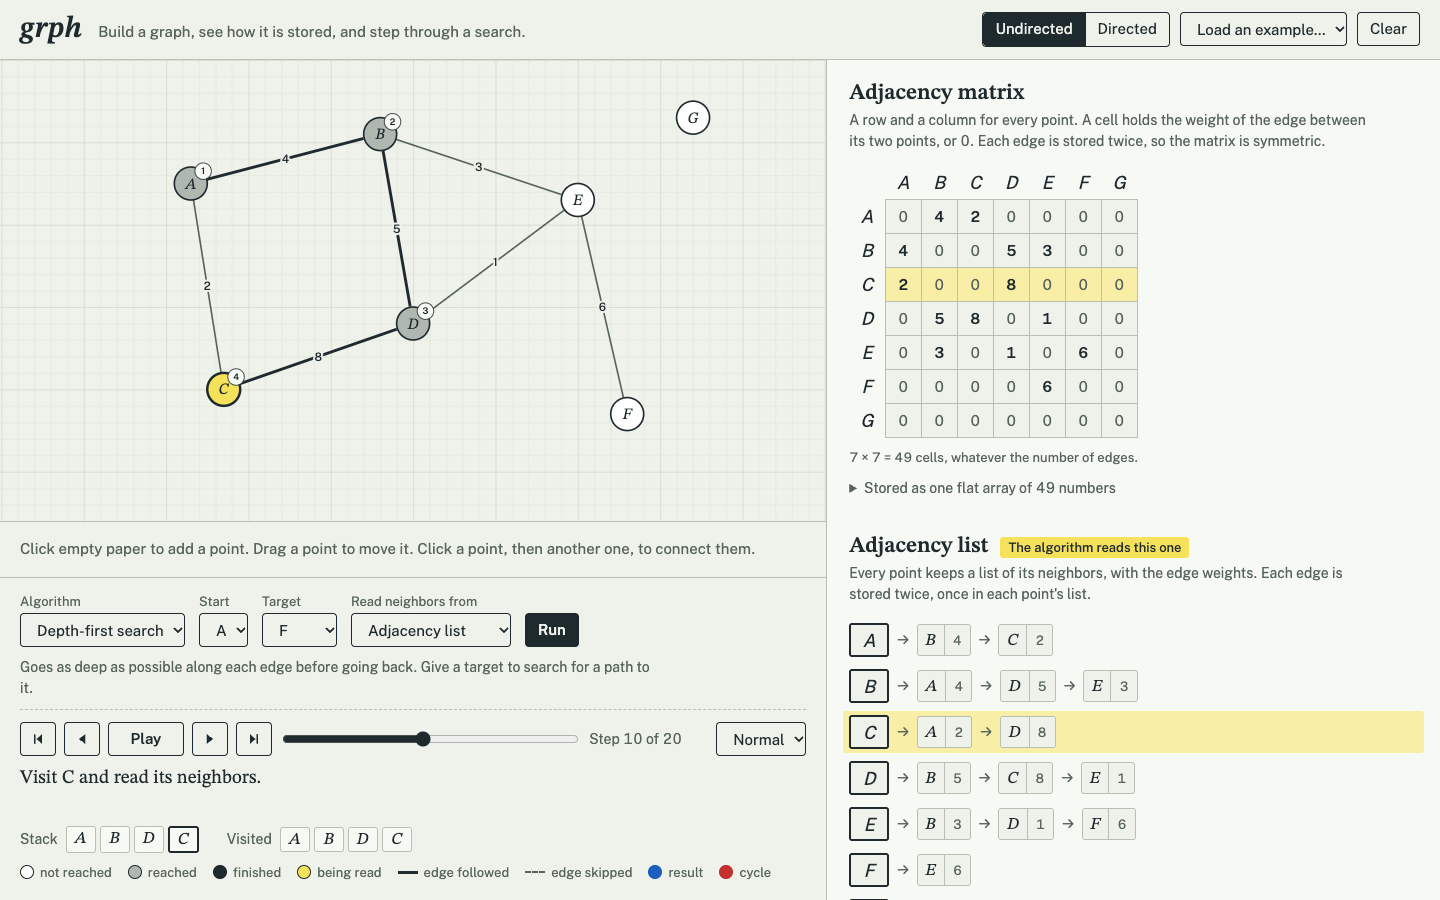 grph Build a graph, see how it is stored, and step through a search. Undirected Directed Load an example... Clear
Adjacency matrix
A row and a column for every point. A cell holds the weight of the edge between
its two points, or 0. Each edge is stored twice, so the matrix is symmetric.
A B C D E F G
A 0 4 2 0 0 0 0
B 4 0 0 5 3 0 0
C 2 0 0 8 0 0 0
D 0 5 8 0 1 0 0
E 0 3 0 1 0 6 0
F 0 0 0 0 6 0 0
G 0 0 0 0 0 0 0
7 × 7 = 49 cells, whatever the number of edges.
Stored as one flat array of 49 numbers
Adjacency list The algorithm reads this one
Every point keeps a list of its neighbors, with the edge weights. Each edge is
stored twice, once in each point's list.
A → B 4 → C 2
B → A 4 → D 5 → E 3
C → A 2 → D 8
D → B 5 → C 8 → E 1
E → B 3 → D 1 → F 6
F → E 6
G
B 2
4
3
A 1
E
5
1
2
6
D 3
8
C 4
F
Click empty paper to add a point. Drag a point to move it. Click a point, then another one, to connect them.
Algorithm Start Target Read neighbors from
Depth-first search A F Adjacency list Run
Goes as deep as possible along each edge before going back. Give a target to search for a path to
it.
Play Step 10 of 20 Normal
Visit C and read its neighbors.
Stack A B D C Visited A B D C
not reached reached finished being read edge followed edge skipped result cycle